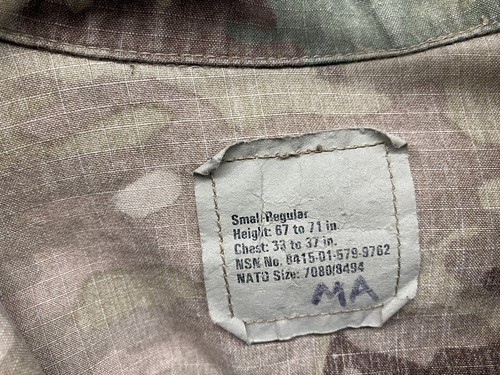 Small-Regular
Height: 67 to 71 in.
Chest: 33 to 37 in.
NSN No. 8415-01-579-9762
NATO Size: 7080/8494
MA